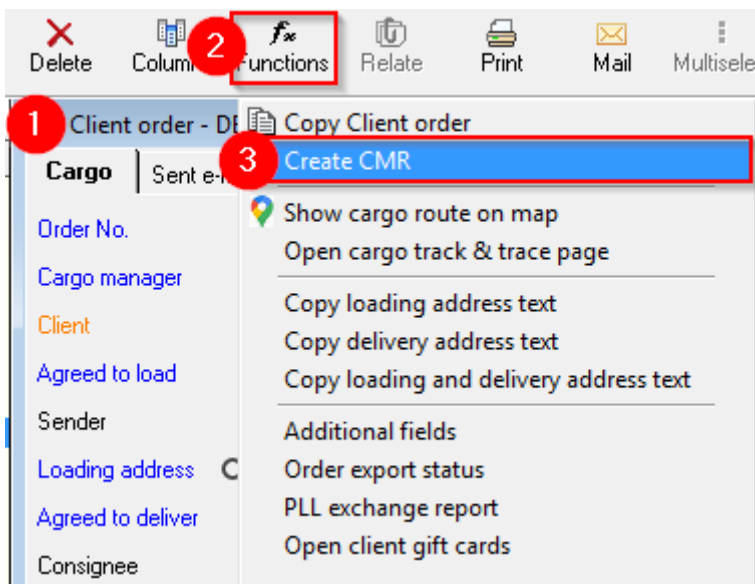 Delete Colum 2 Functions Relate Print Mail Multisele
1 Client order - DE
Copy Client order
Cargo Sent e-
3 Create CMR
Order No.
Show cargo route on map
Cargo manager
Open cargo track & trace page
Client
Copy loading address text
Agreed to load
Copy delivery address text
Copy loading and delivery address text
Sender
Additional fields
Loading address
Order export status
Agreed to deliver
PLL exchange report
Consignee
Open client gift cards